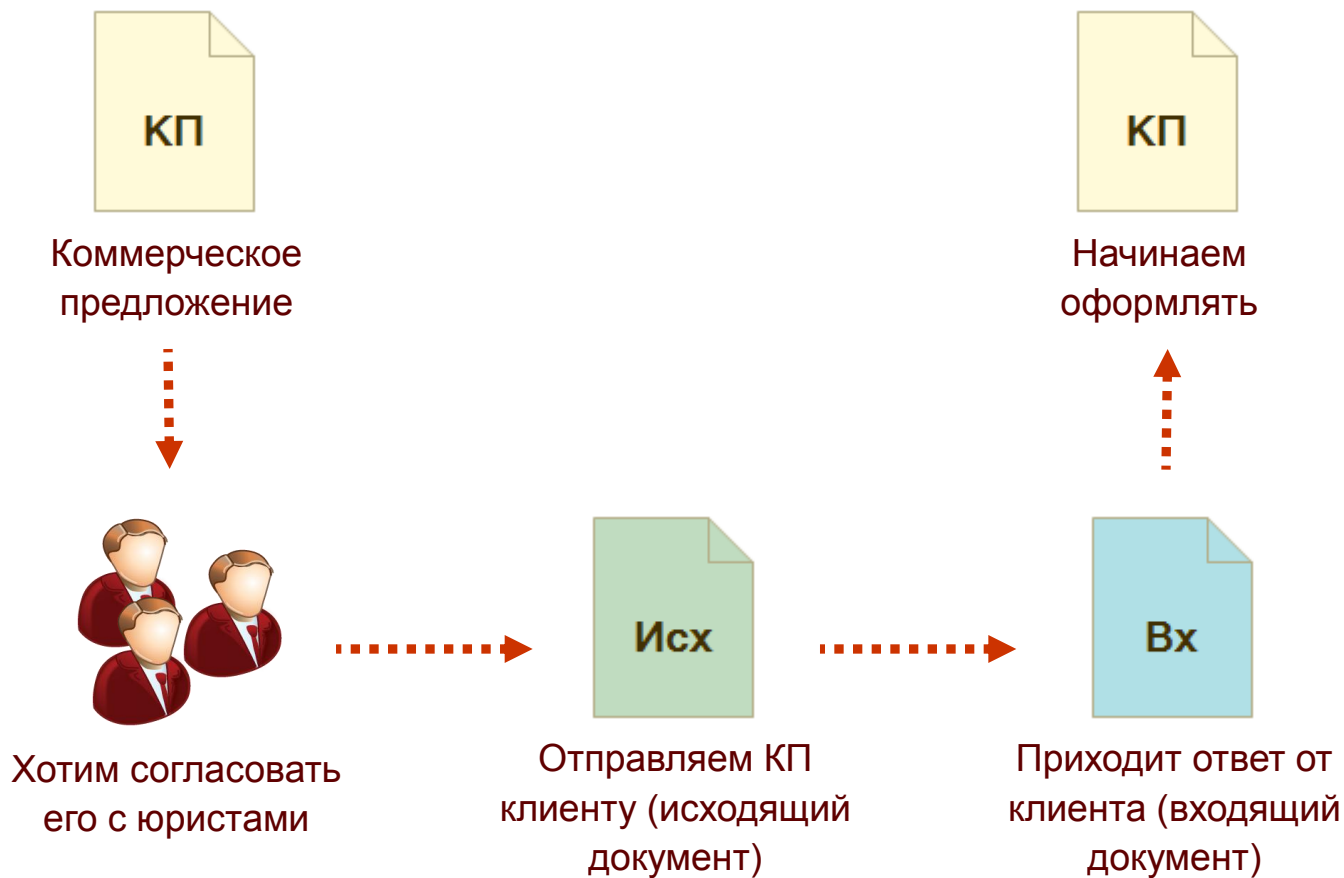 КП
Коммерческое
предложение
Хотим согласовать
его с юристами
Исх
Отправляем КП
клиенту (исходящий
документ)
Вх
Приходит ответ от
клиента (входящий
документ)
КП
Начинаем
оформлять